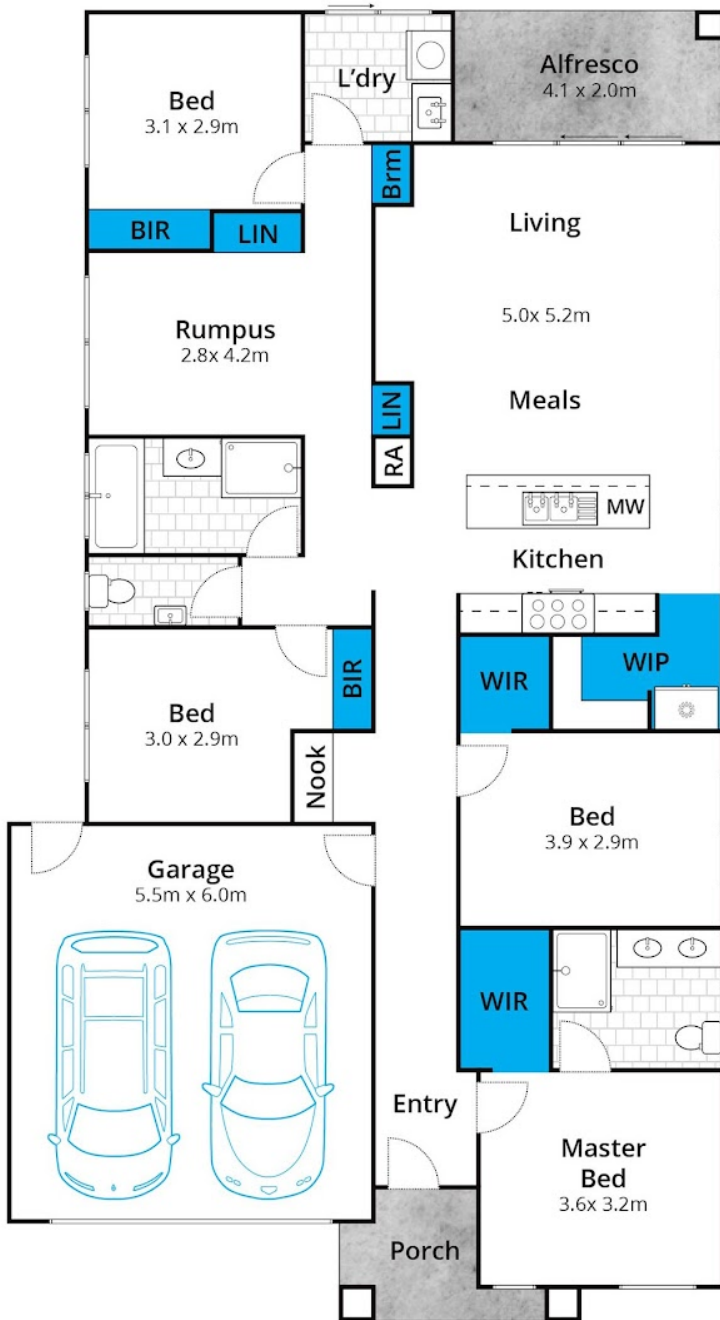 Bed
3.1 x 2.9m
L'dry
Alfresco
4.1 x 2.0m
Brm
BIR
LIN
Living
5.0x 5.2m
Rumpus
2.8x 4.2m
LIN
Meals
RA
MW
Kitchen
BIR
WIR
WIP
Bed
3.0 x 2.9m
Nook
Bed
3.9 x 2.9m
Garage
5.5m x 6.0m
WIR
Entry
Master
Bed
3.6x 3.2m
Porch